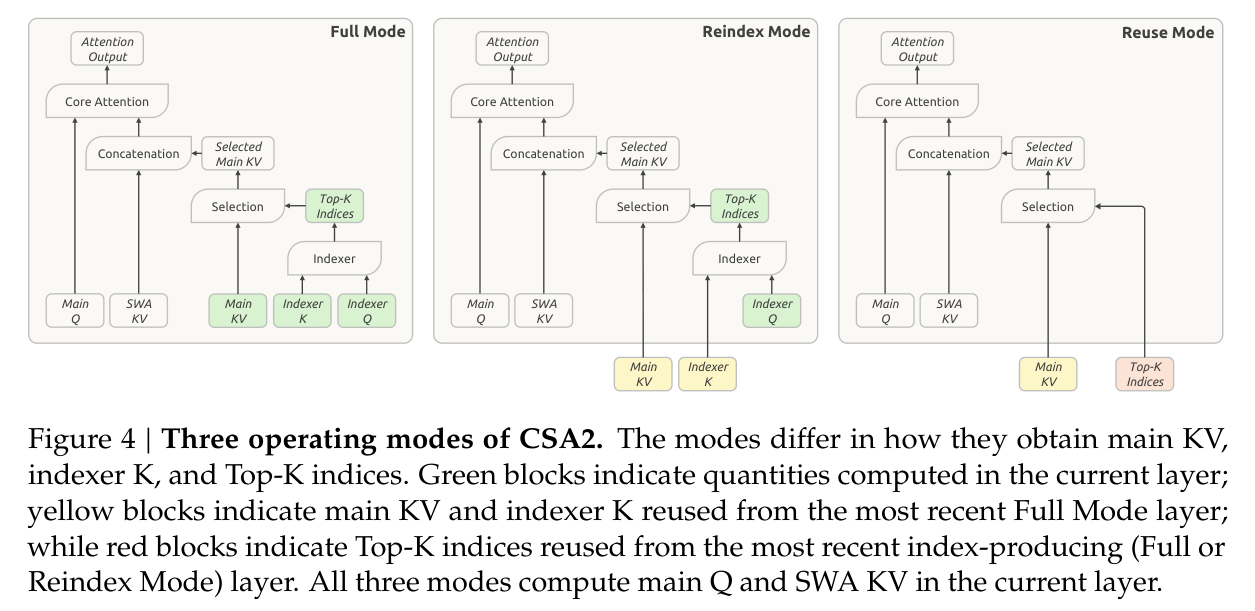 Full Mode
Attention
Output
Core Attention
Concatenation
Selected
Main KV
Selection
Top-K
Indices
Indexer
Main
Q
SWA
KV
Main
KV
Indexer
K
Indexer
Q
Reindex Mode
Attention
Output
Core Attention
Concatenation
Selected
Main KV
Selection
Top-K
Indices
Indexer
Main
Q
SWA
KV
Indexer
Q
Main
KV
Indexer
K
Reuse Mode
Attention
Output
Core Attention
Concatenation
Selected
Main KV
Selection
Main
Q
SWA
KV
Main
KV
Top-K
Indices
Figure 4 | Three operating modes of CSA2. The modes differ in how they obtain main KV,
indexer K, and Top-K indices. Green blocks indicate quantities computed in the current layer;
yellow blocks indicate main KV and indexer K reused from the most recent Full Mode layer;
while red blocks indicate Top-K indices reused from the most recent index-producing (Full or
Reindex Mode) layer. All three modes compute main Q and SWA KV in the current layer.